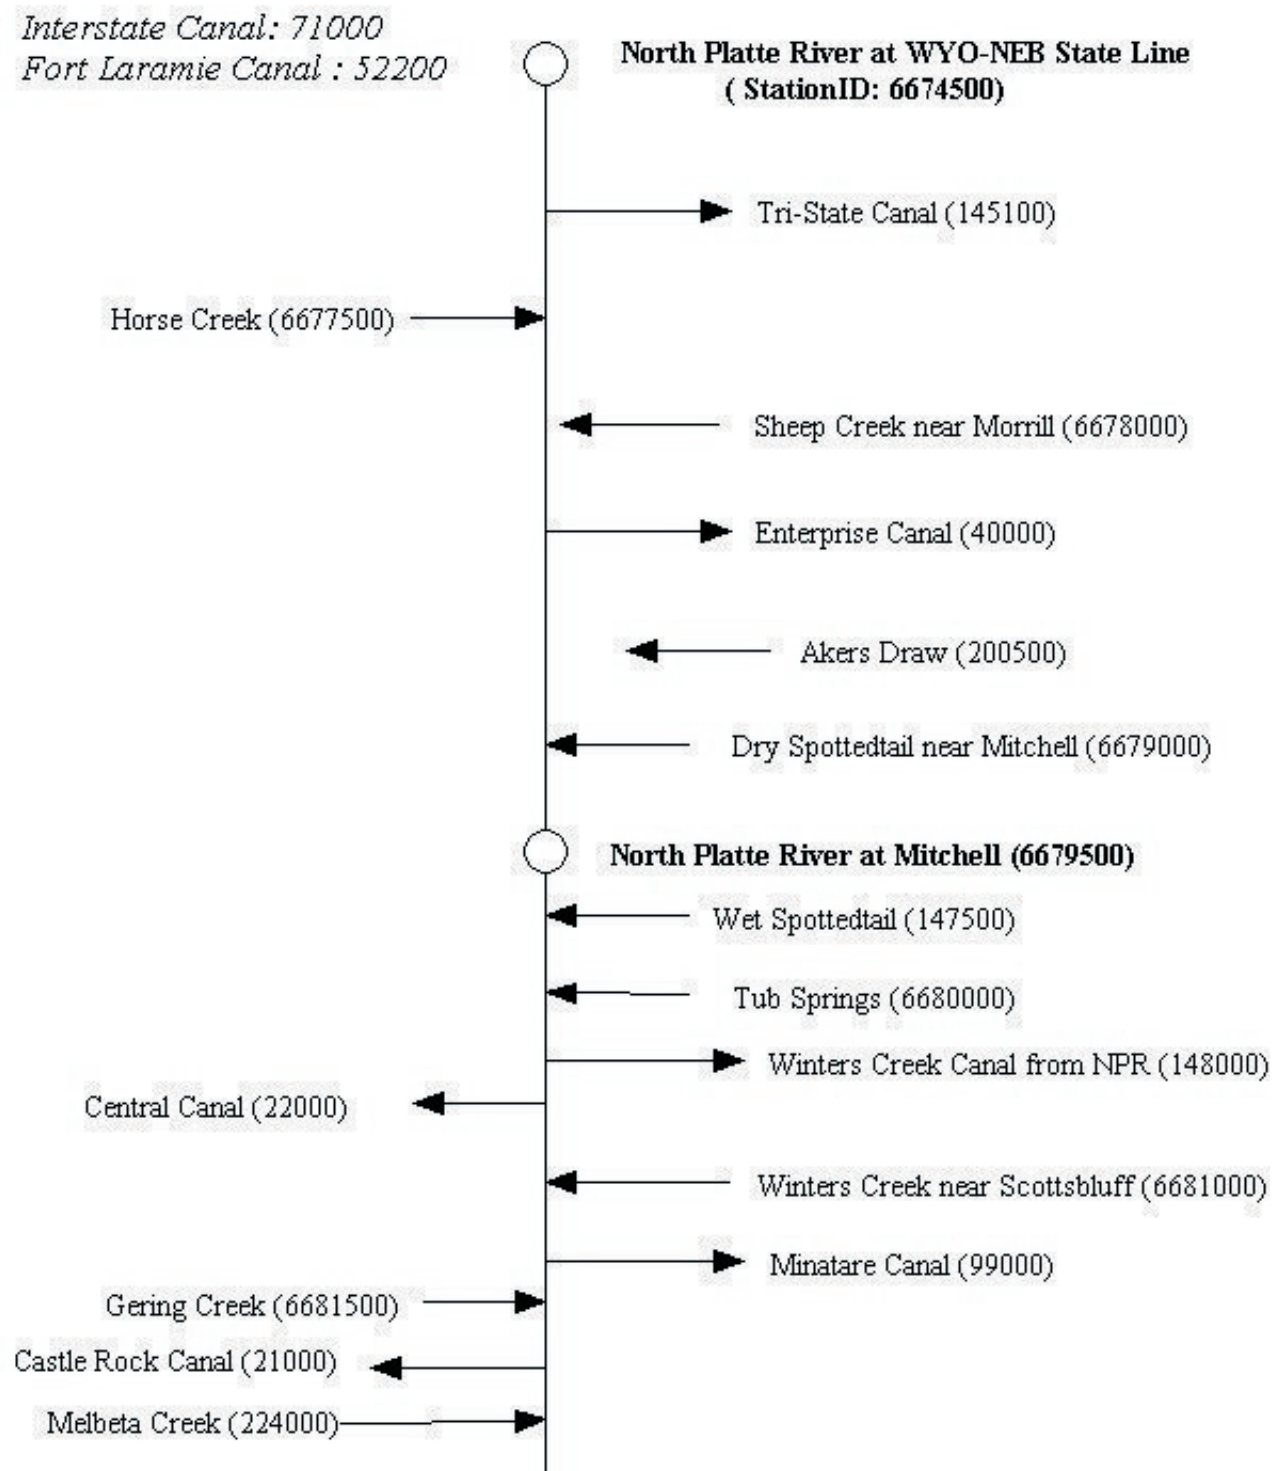 Interstate Canal: 71000
Fort Laramie Canal : 52200
North Platte River at WYO-NEB State Line
( StationID: 6674500)
Tri-State Canal (145100)
Horse Creek (6677500)
Sheep Creek near Morrill (6678000)
Enterprise Canal (40000)
Akers Draw (200500)
Dry Spottedtail near Mitchell (6679000)
North Platte River at Mitchell (6679500)
Wet Spottedtail (147500)
Tub Springs (6680000)
Winters Creek Canal from NPR (148000)
Central Canal (22000)
Winters Creek near Scottsbluff (6681000)
Minatare Canal (99000)
Gering Creek (6681500)
Castle Rock Canal (21000)
Melbeta Creek (224000)